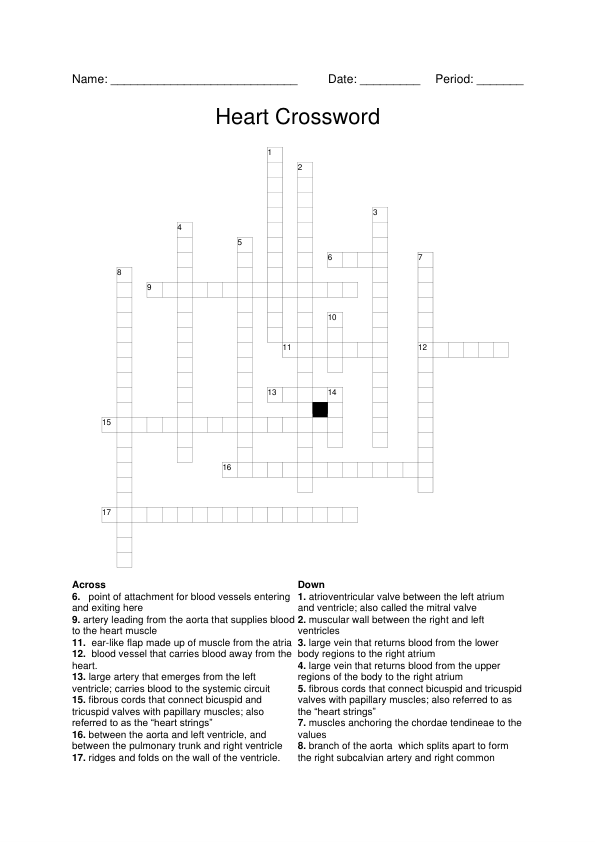 Name: ____________________________ Date: _________ Period: _______
Heart Crossword
1
2
3
4
5
6
7
8
9
10
11
12
13
14
15
16
17
Across
6. point of attachment for blood vessels entering
and exiting here
9. artery leading from the aorta that supplies blood
to the heart muscle
11. ear-like flap made up of muscle from the atria
12. blood vessel that carries blood away from the
heart.
13. large artery that emerges from the left
ventricle; carries blood to the systemic circuit
15. fibrous cords that connect bicuspid and
tricuspid valves with papillary muscles; also
referred to as the “heart strings”
16. between the aorta and left ventricle, and
between the pulmonary trunk and right ventricle
17. ridges and folds on the wall of the ventricle.
Down
1. atrioventricular valve between the left atrium
and ventricle; also called the mitral valve
2. muscular wall between the right and left
ventricles
3. large vein that returns blood from the lower
body regions to the right atrium
4. large vein that returns blood from the upper
regions of the body to the right atrium
5. fibrous cords that connect bicuspid and tricuspid
valves with papillary muscles; also referred to as
the “heart strings”
7. muscles anchoring the chordae tendineae to the
values
8. branch of the aorta which splits apart to form
the right subcalvian artery and right common